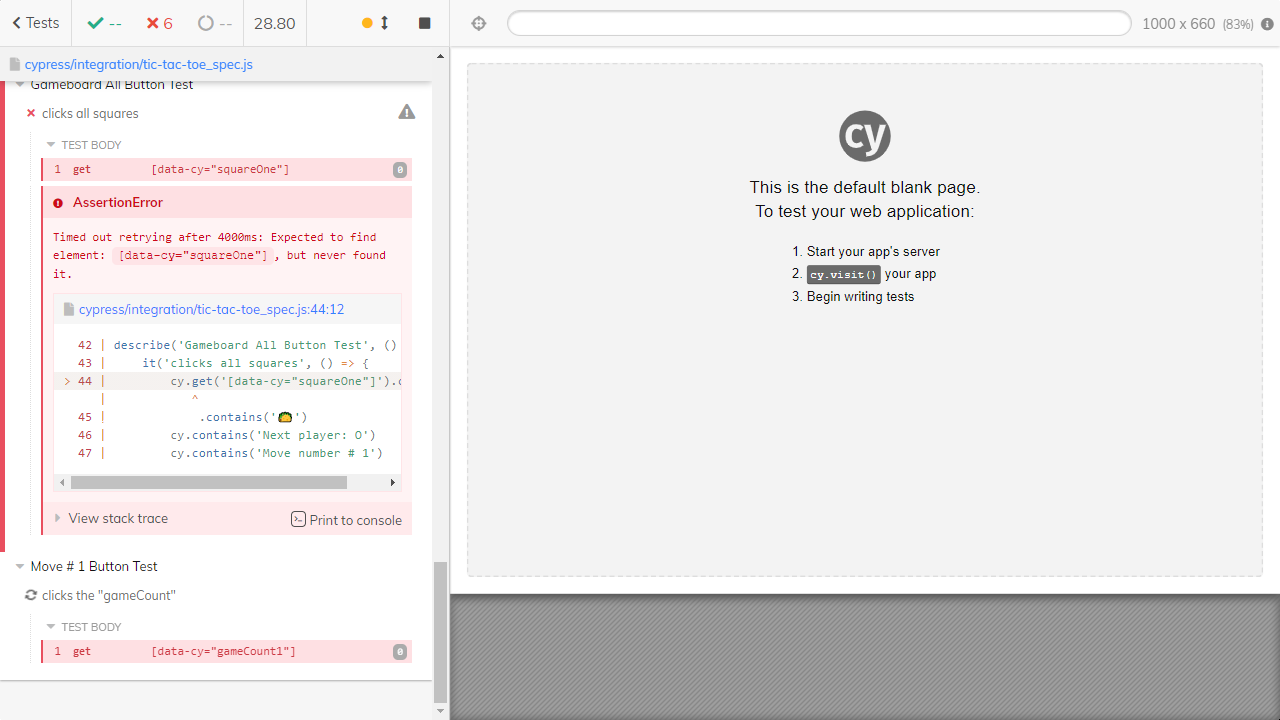 Tests
--
6
--
28.80
1000 x 660 (83%)
cypress/integration/tic-tac-toe_spec.js
Gameboard All Button Test
clicks all squares
TEST BODY
1 get [data-cy="squareOne"] 0
AssertionError
Timed out retrying after 4000ms: Expected to find
element: [data-cy="squareOne"], but never found
it.
cypress/integration/tic-tac-toe_spec.js:44:12
42 | describe('Gameboard All Button Test', ()
43 | it('clicks all squares', () => {
> 44 | cy.get('[data-cy="squareOne"]').c
| ^
45 | .contains('🌮')
46 | cy.contains('Next player: O')
47 | cy.contains('Move number # 1')
View stack trace
Print to console
Move # 1 Button Test
clicks the "gameCount"
TEST BODY
1 get [data-cy="gameCount1"] 0
cy
This is the default blank page.
To test your web application:
1. Start your app's server
2. cy.visit() your app
3. Begin writing tests